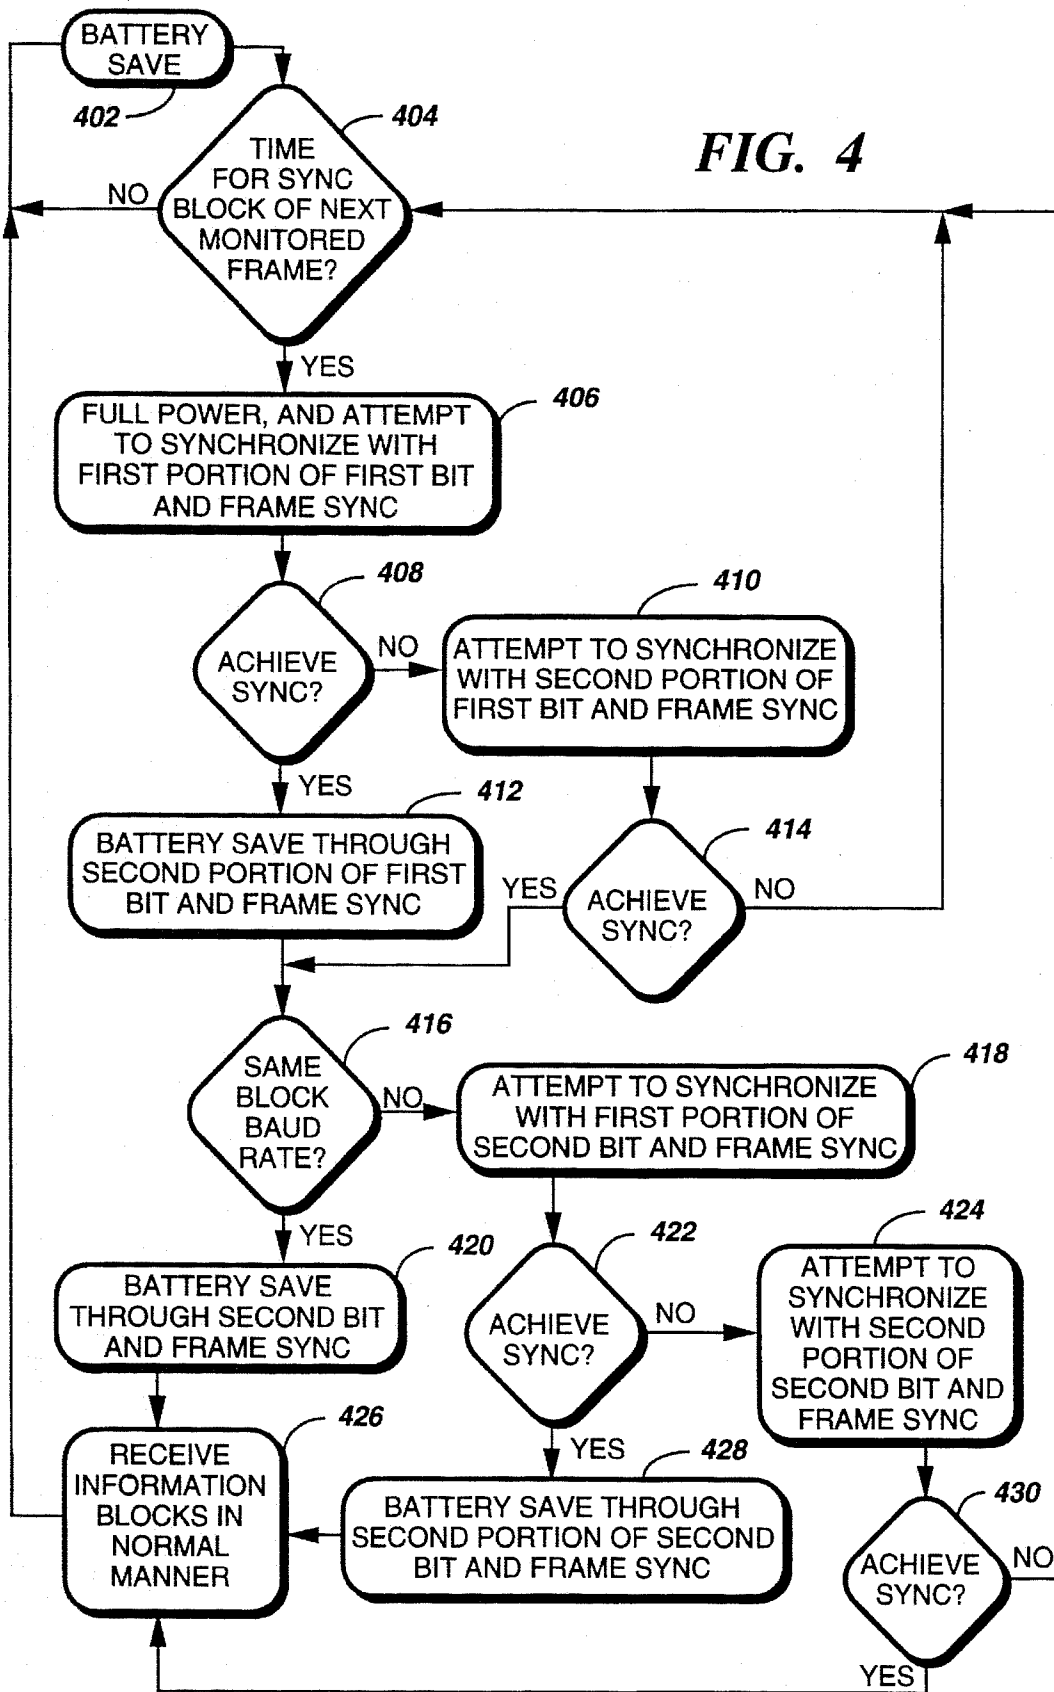 BATTERY
SAVE
402
404
FIG. 4
TIME
FOR SYNC
BLOCK OF NEXT
MONITORED
FRAME?
NO
YES
406
FULL POWER, AND ATTEMPT
TO SYNCHRONIZE WITH
FIRST PORTION OF FIRST BIT
AND FRAME SYNC
408
ACHIEVE
SYNC?
NO
410
ATTEMPT TO SYNCHRONIZE
WITH SECOND PORTION OF
FIRST BIT AND FRAME SYNC
YES
412
BATTERY SAVE THROUGH
SECOND PORTION OF FIRST
BIT AND FRAME SYNC
414
YES
ACHIEVE
SYNC?
NO
416
SAME
BLOCK
BAUD
RATE?
NO
418
ATTEMPT TO SYNCHRONIZE
WITH FIRST PORTION OF
SECOND BIT AND FRAME SYNC
YES
420
BATTERY SAVE
THROUGH SECOND BIT
AND FRAME SYNC
422
ACHIEVE
SYNC?
NO
424
ATTEMPT TO
SYNCHRONIZE
WITH SECOND
PORTION OF
SECOND BIT AND
FRAME SYNC
426
RECEIVE
INFORMATION
BLOCKS IN
NORMAL
MANNER
YES
428
BATTERY SAVE THROUGH
SECOND PORTION OF SECOND
BIT AND FRAME SYNC
430
ACHIEVE
SYNC?
NO
YES